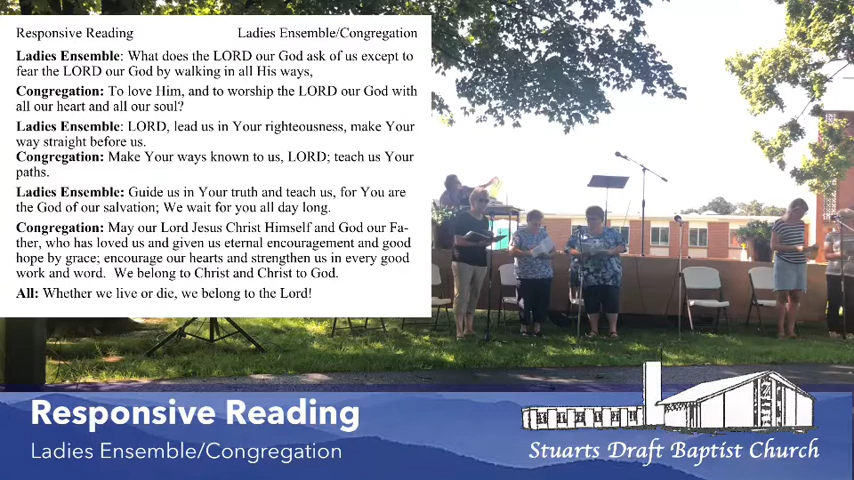 Responsive Reading Ladies Ensemble/Congregation
Ladies Ensemble: What does the LORD our God ask of us except to
fear the LORD our God by walking in all His ways,
Congregation: To love Him, and to worship the LORD our God with
all our heart and all our soul?
Ladies Ensemble: LORD, lead us in Your righteousness, make Your
way straight before us.
Congregation: Make Your ways known to us, LORD; teach us Your
paths.
Ladies Ensemble: Guide us in Your truth and teach us, for You are
the God of our salvation; We wait for you all day long.
Congregation: May our Lord Jesus Christ Himself and God our Fa-
ther, who has loved us and given us eternal encouragement and good
hope by grace; encourage our hearts and strengthen us in every good
work and word. We belong to Christ and Christ to God.
All: Whether we live or die, we belong to the Lord!
Responsive Reading
Ladies Ensemble/Congregation
Stuarts Draft Baptist Church